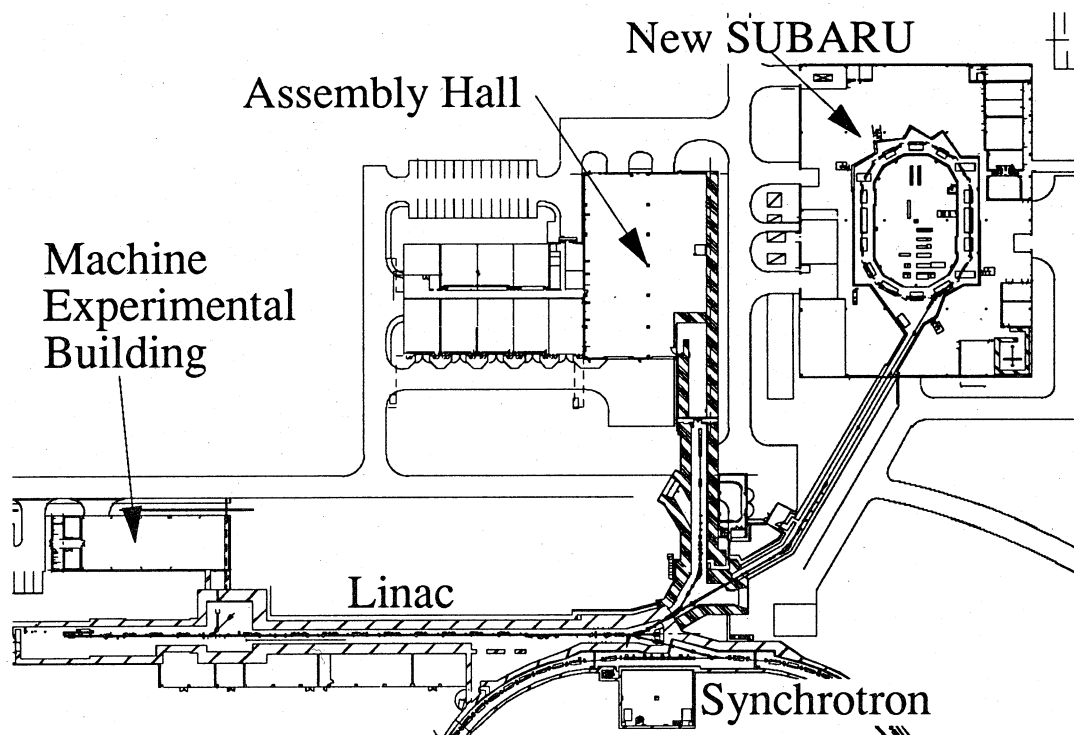 New SUBARU
Assembly Hall
Machine
Experimental
Building
Linac
Synchrotron